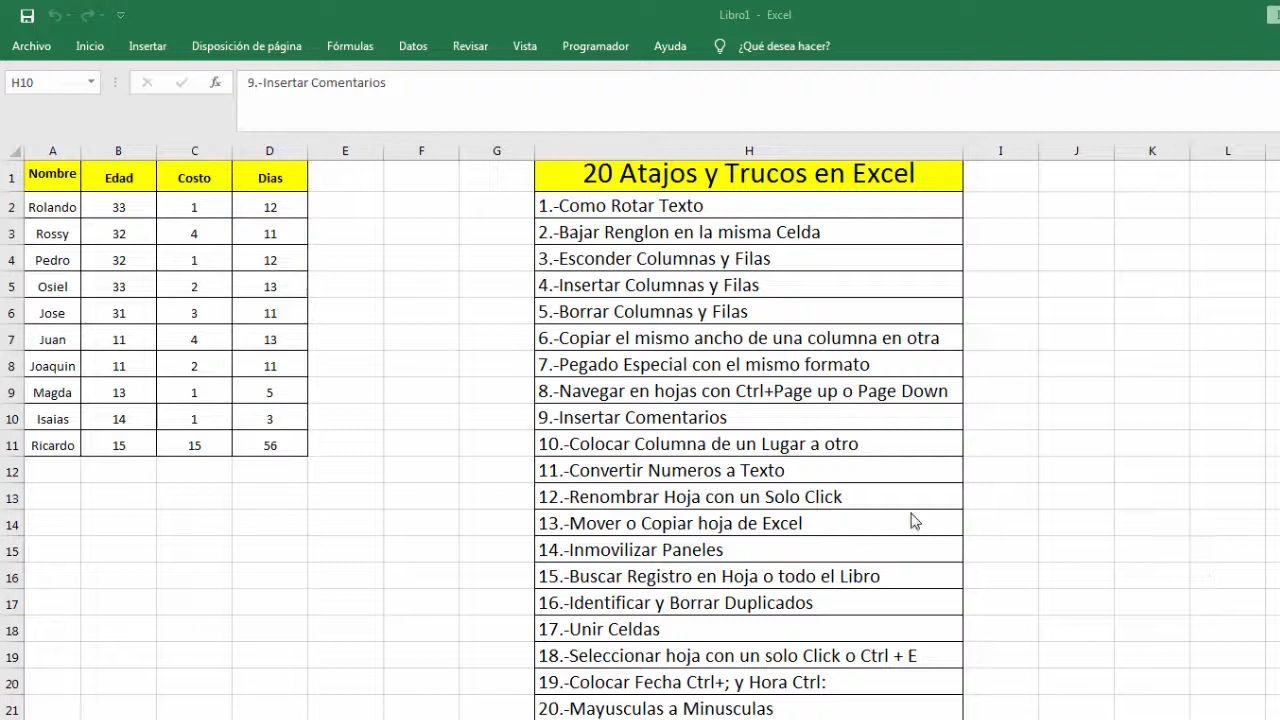 Libro1 - Excel
Archivo Inicio Insertar Disposición de página Fórmulas Datos Revisar Vista Programador Ayuda ¿Qué desea hacer?
H10 fx 9.-Insertar Comentarios
A B C D E F G H I J K L
1 Nombre Edad Costo Dias 20 Atajos y Trucos en Excel
2 Rolando 33 1 12 1.-Como Rotar Texto
3 Rossy 32 4 11 2.-Bajar Renglon en la misma Celda
4 Pedro 32 1 12 3.-Esconder Columnas y Filas
5 Osiel 33 2 13 4.-Insertar Columnas y Filas
6 Jose 31 3 11 5.-Borrar Columnas y Filas
7 Juan 11 4 13 6.-Copiar el mismo ancho de una columna en otra
8 Joaquin 11 2 11 7.-Pegado Especial con el mismo formato
9 Magda 13 1 5 8.-Navegar en hojas con Ctrl+Page up o Page Down
10 Isaias 14 1 3 9.-Insertar Comentarios
11 Ricardo 15 15 56 10.-Colocar Columna de un Lugar a otro
12 11.-Convertir Numeros a Texto
13 12.-Renombrar Hoja con un Solo Click
14 13.-Mover o Copiar hoja de Excel
15 14.-Inmovilizar Paneles
16 15.-Buscar Registro en Hoja o todo el Libro
17 16.-Identificar y Borrar Duplicados
18 17.-Unir Celdas
19 18.-Seleccionar hoja con un solo Click o Ctrl + E
20 19.-Colocar Fecha Ctrl+; y Hora Ctrl:
21 20.-Mayusculas a Minusculas